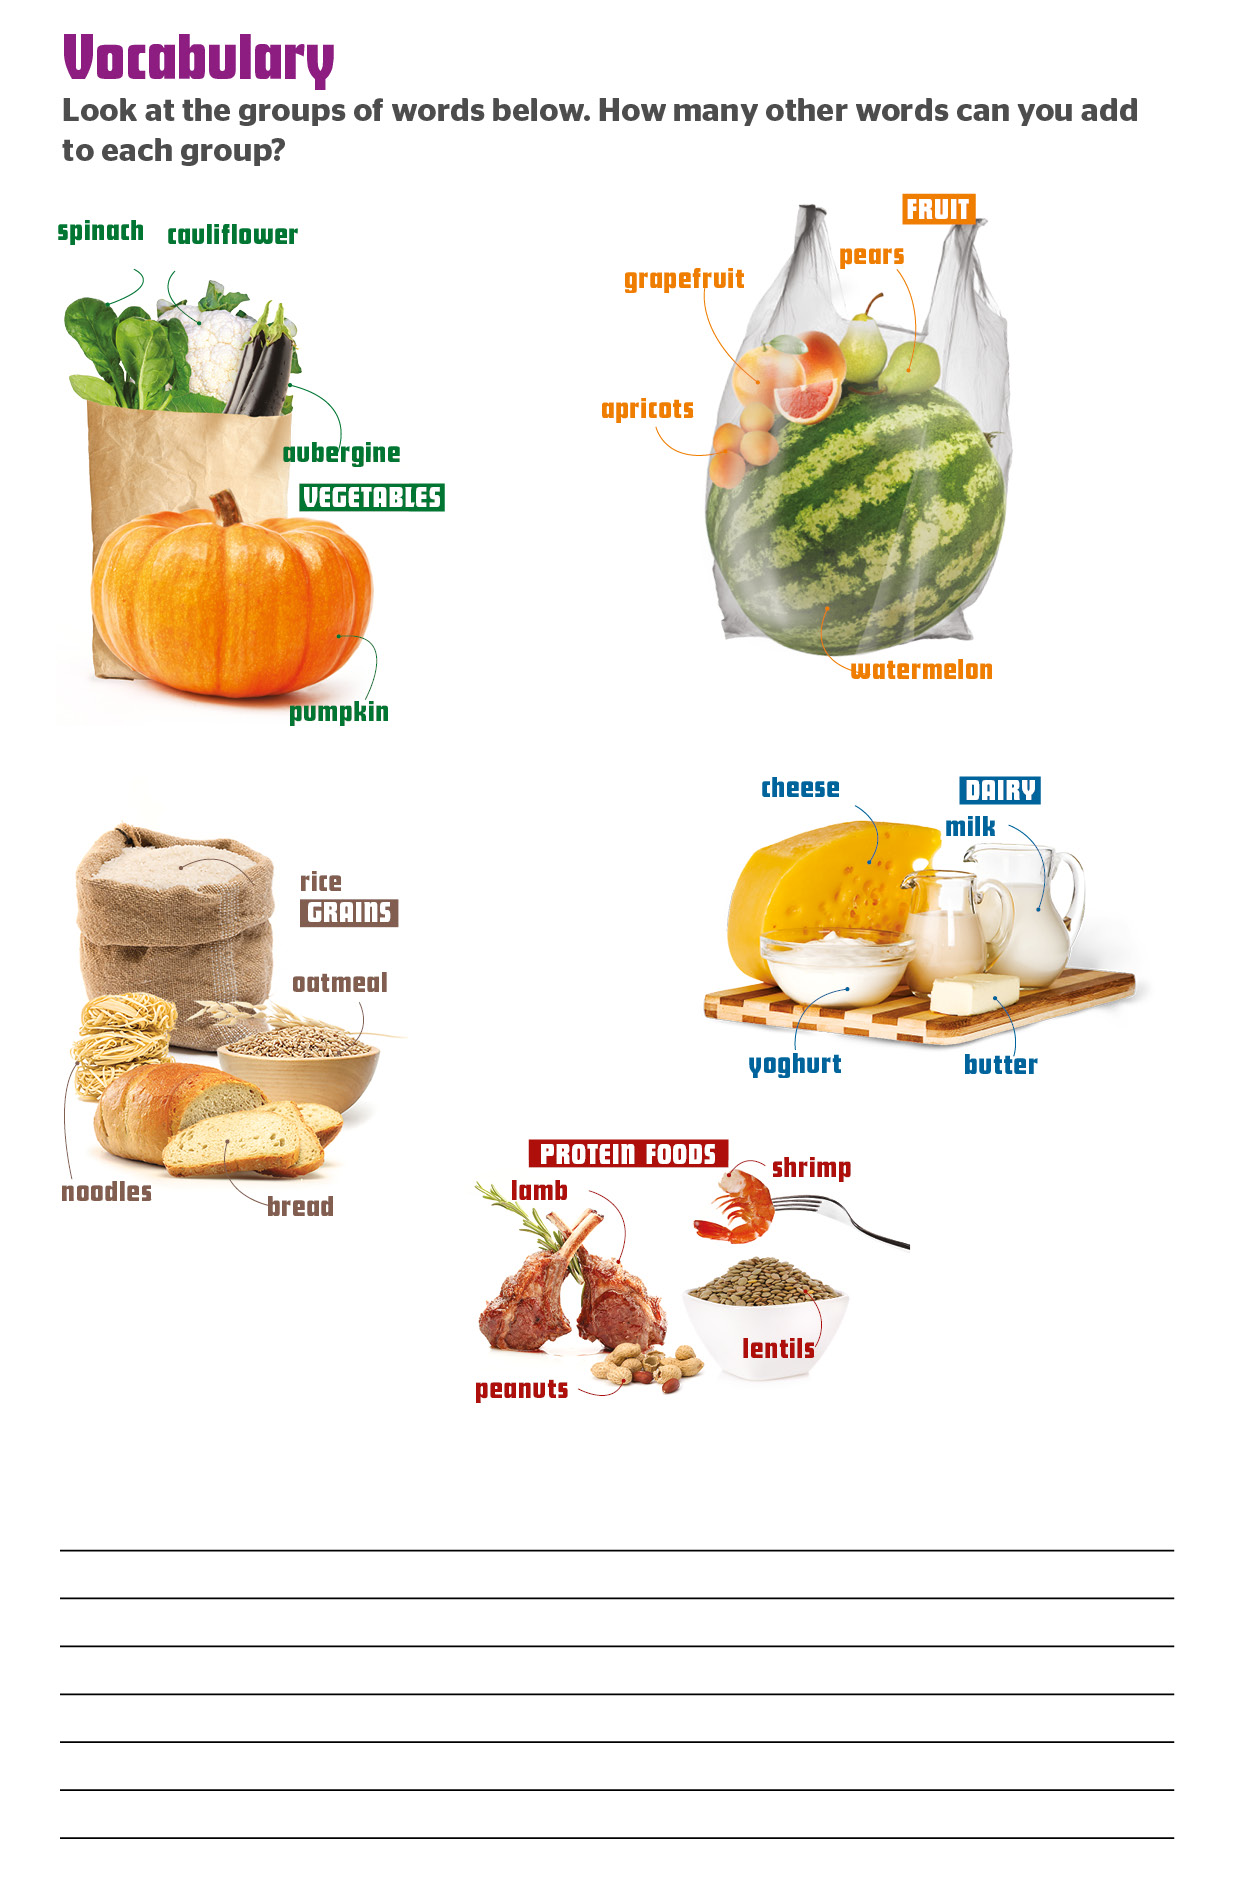 Vocabulary
Look at the groups of words below. How many other words can you add
to each group?
spinach
cauliflower
aubergine
VEGETABLES
pumpkin
FRUIT
pears
grapefruit
apricots
watermelon
rice
GRAINS
oatmeal
noodles
bread
cheese
DAIRY
milk
yoghurt
butter
PROTEIN FOODS
shrimp
lamb
lentils
peanuts